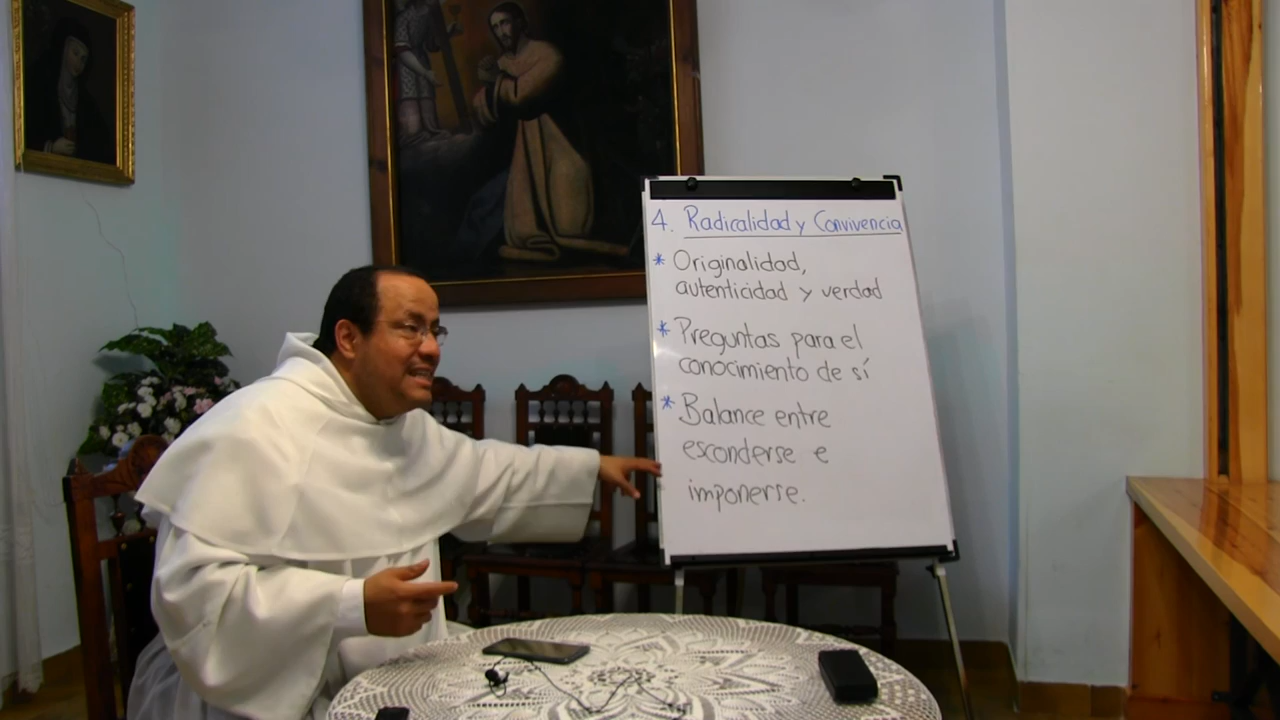 4. Radicalidad y Convivencia
* Originalidad,
autenticidad y verdad
* Preguntas para el
conocimiento de sí
* Balance entre
esconderse e
imponerse.